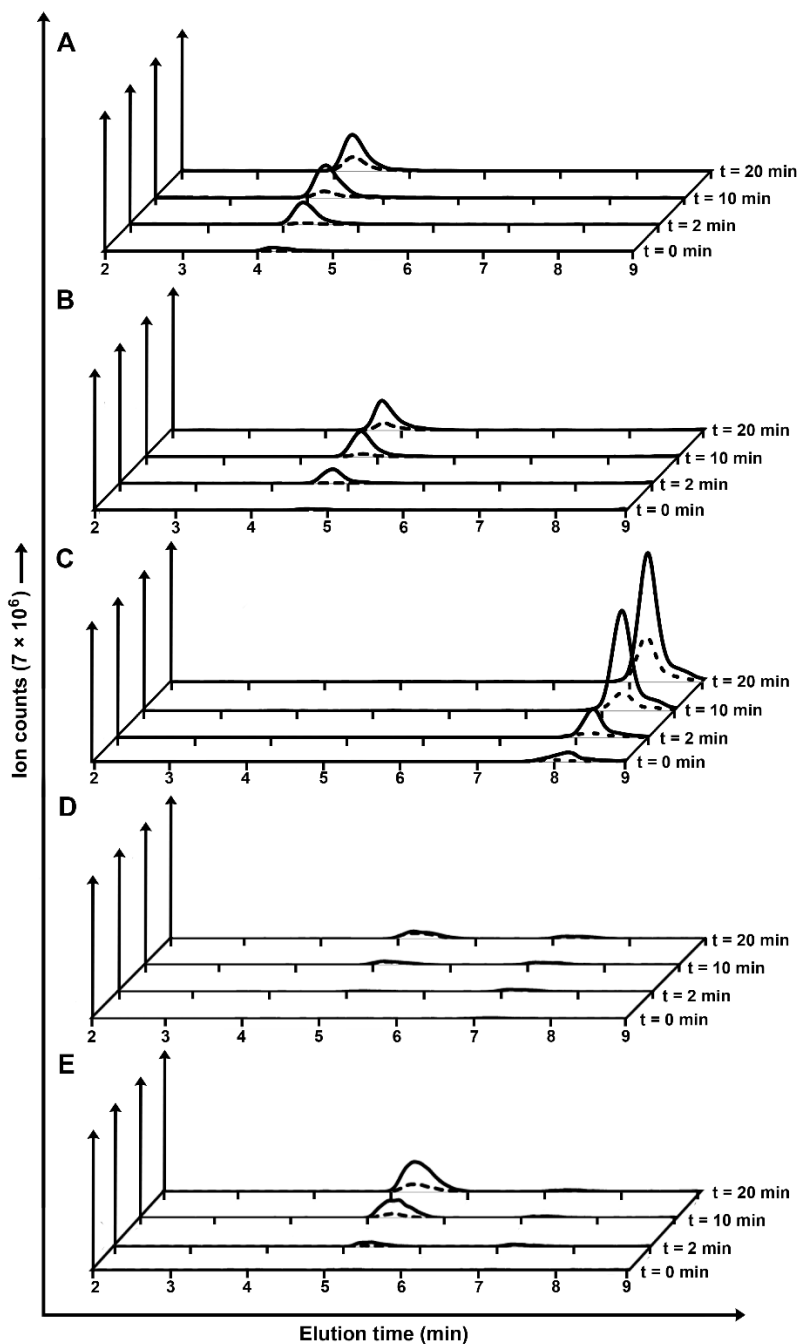 A
t = 20 min
t = 10 min
t = 2 min
t = 0 min
2 3 4 5 6 7 8 9
B
t = 20 min
t = 10 min
t = 2 min
t = 0 min
2 3 4 5 6 7 8 9
C
t = 20 min
t = 10 min
t = 2 min
t = 0 min
2 3 4 5 6 7 8 9
Ion counts (7 × 10⁶)
D
t = 20 min
t = 10 min
t = 2 min
t = 0 min
2 3 4 5 6 7 8 9
E
t = 20 min
t = 10 min
t = 2 min
t = 0 min
2 3 4 5 6 7 8 9
Elution time (min)